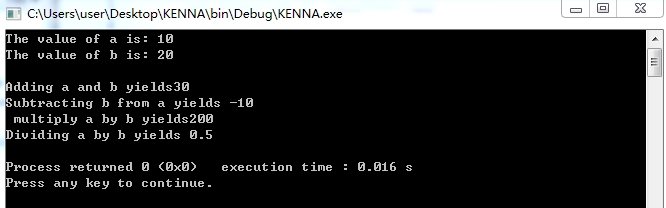 C:\Users\user\Desktop\KENNA\bin\Debug\KENNA.exe
The value of a is: 10
The value of b is: 20
Adding a and b yields30
Subtracting b from a yields -10
multiply a by b yields200
Dividing a by b yields 0.5
Process returned 0 (0x0)   execution time : 0.016 s
Press any key to continue.